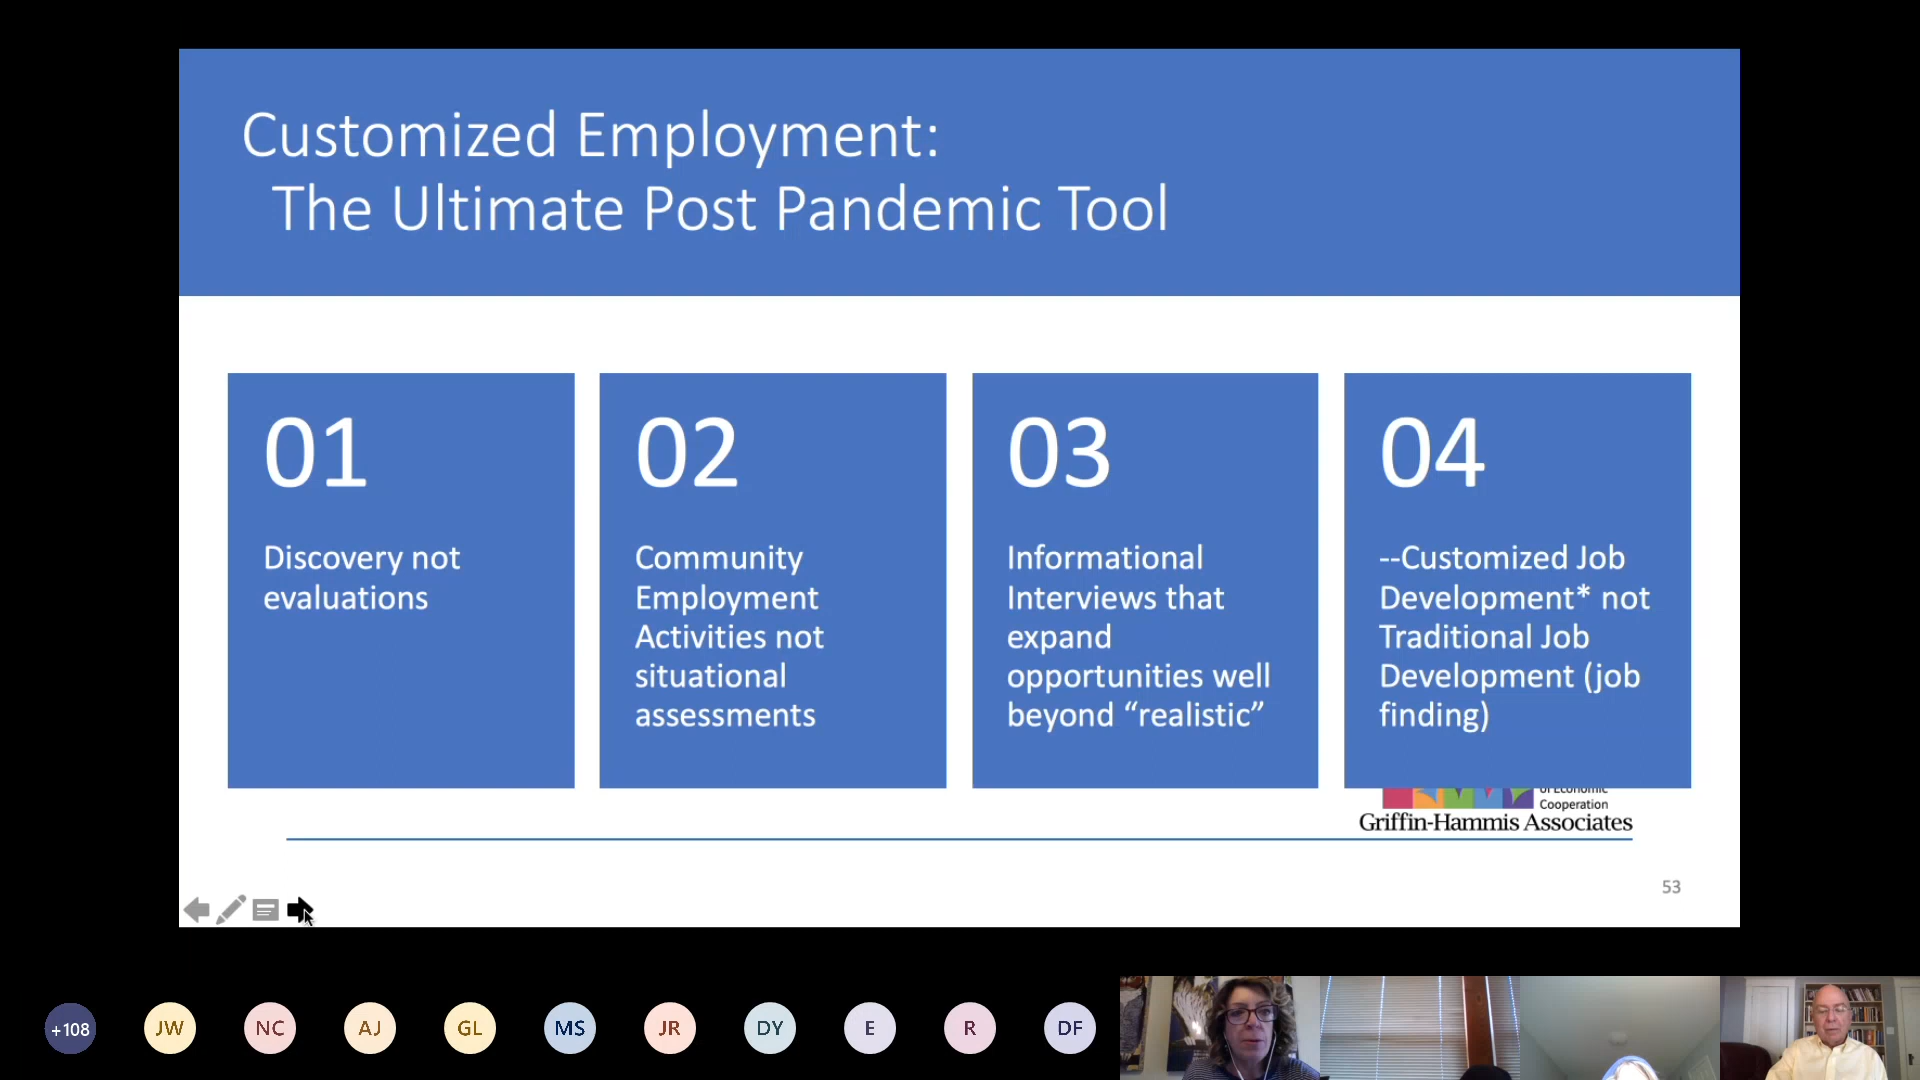 Customized Employment:
The Ultimate Post Pandemic Tool
01
Discovery not
evaluations
02
Community
Employment
Activities not
situational
assessments
03
Informational
Interviews that
expand
opportunities well
beyond “realistic”
04
--Customized Job
Development* not
Traditional Job
Development (job
finding)
of Economic
Cooperation
Griffin-Hammis Associates
53
+108
JW
NC
AJ
GL
MS
JR
DY
E
R
DF